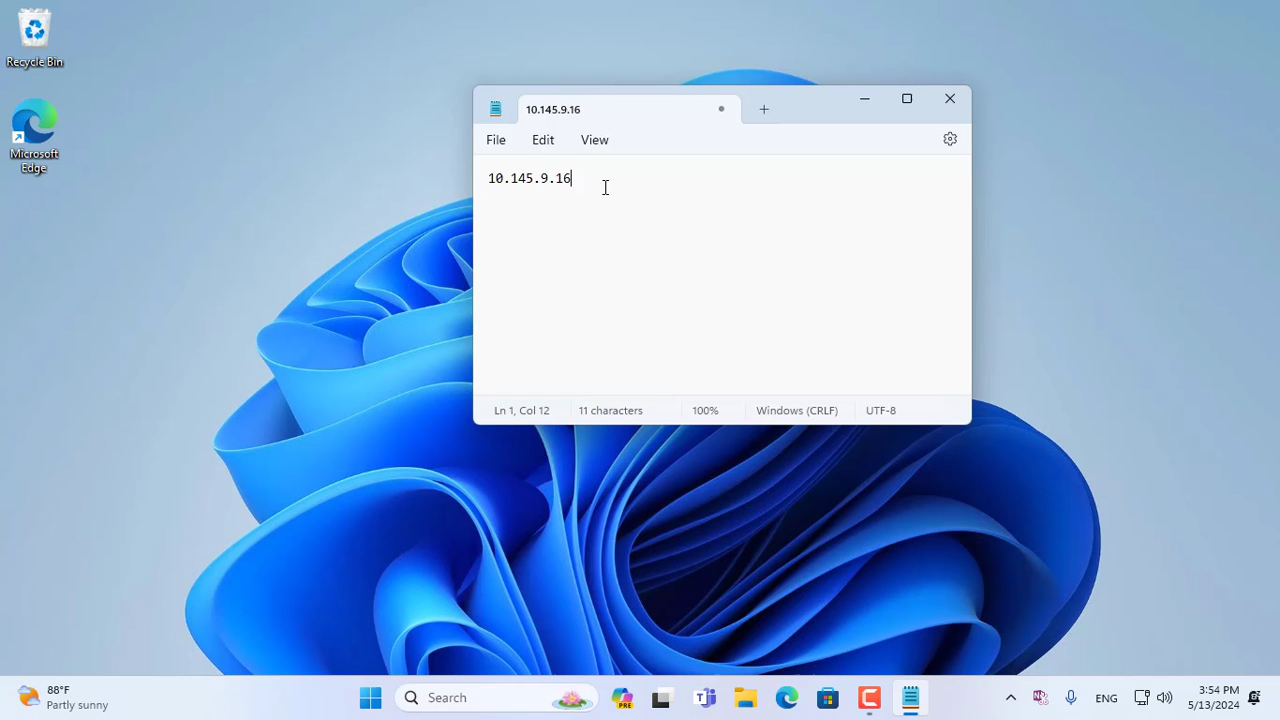 Recycle Bin
Microsoft
Edge
10.145.9.16
File Edit View
10.145.9.16
Ln 1, Col 12 11 characters 100% Windows (CRLF) UTF-8
88°F
Partly sunny
Search
PRE
ENG
3:54 PM
5/13/2024